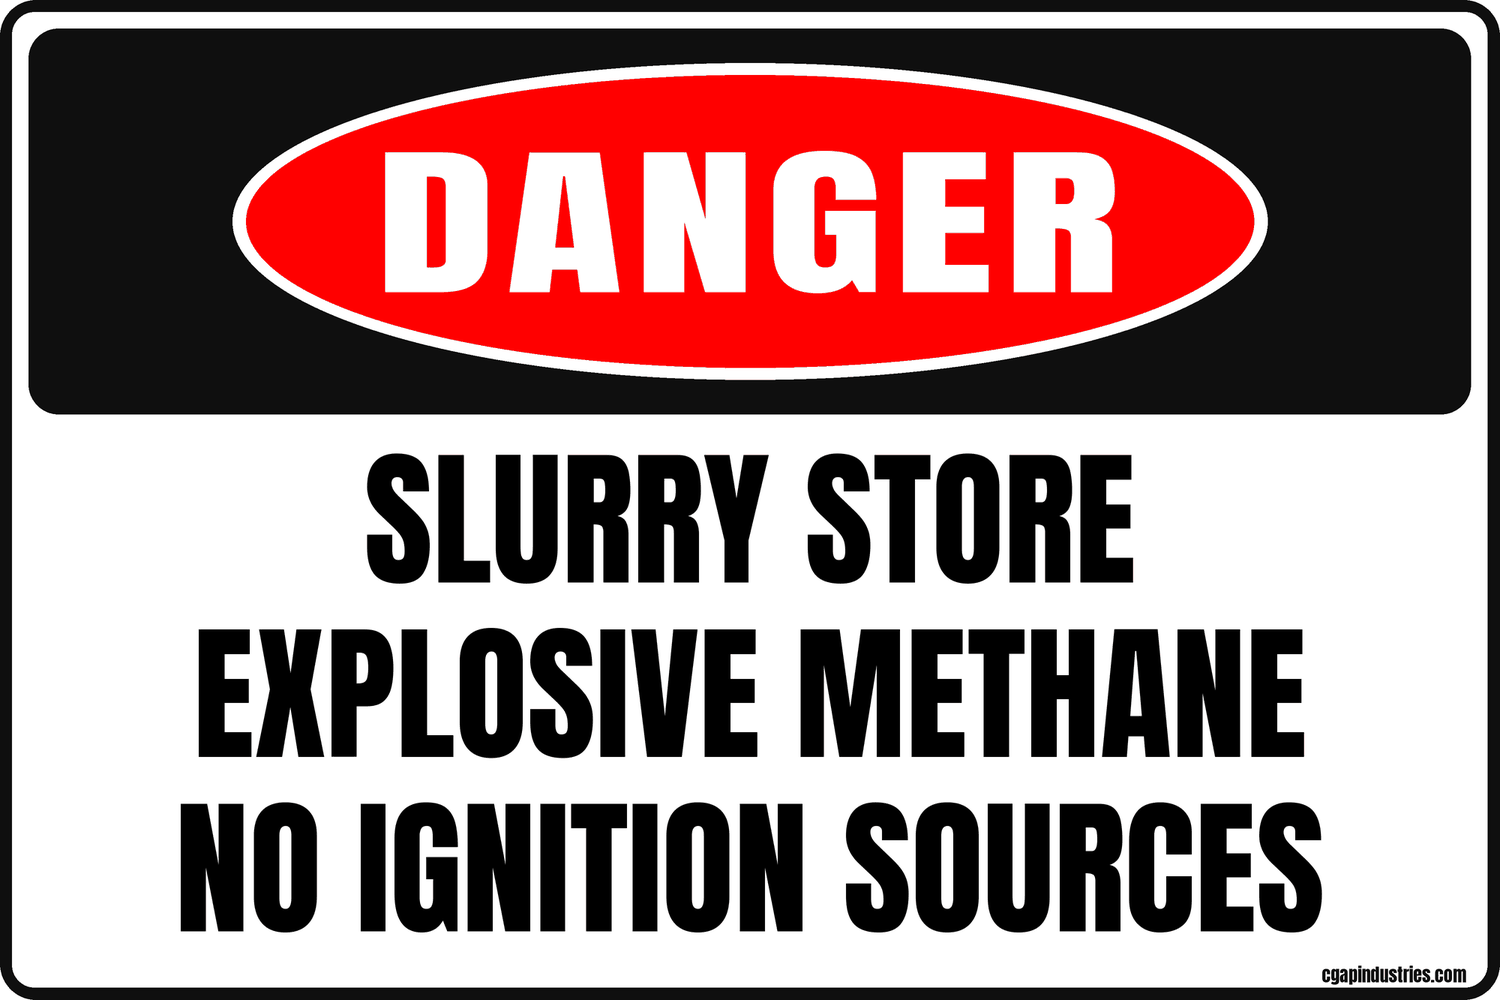 DANGER
SLURRY STORE
EXPLOSIVE METHANE
NO IGNITION SOURCES
cgapindustries.com